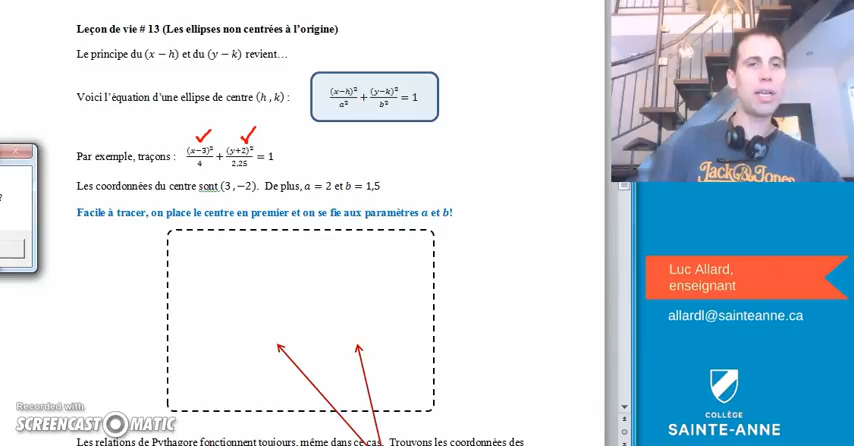 Leçon de vie # 13 (Les ellipses non centrées à l'origine)
Le principe du (x − h) et du (y − k) revient…
Voici l'équation d'une ellipse de centre (h , k) : (x−h)²/a² + (y−k)²/b² = 1
Par exemple, traçons : (x−3)²/4 + (y+2)²/2,25 = 1
Les coordonnées du centre sont (3 , −2). De plus, a = 2 et b = 1,5
Facile à tracer, on place le centre en premier et on se fie aux paramètres a et b!
Les relations de Pythagore fonctionnent toujours, même dans ce cas. Trouvons les coordonnées des
x
?
JACK & JONES
Luc Allard,
enseignant
allardl@sainteanne.ca
COLLÈGE
SAINTE-ANNE
Recorded with
SCREENCAST-O-MATIC